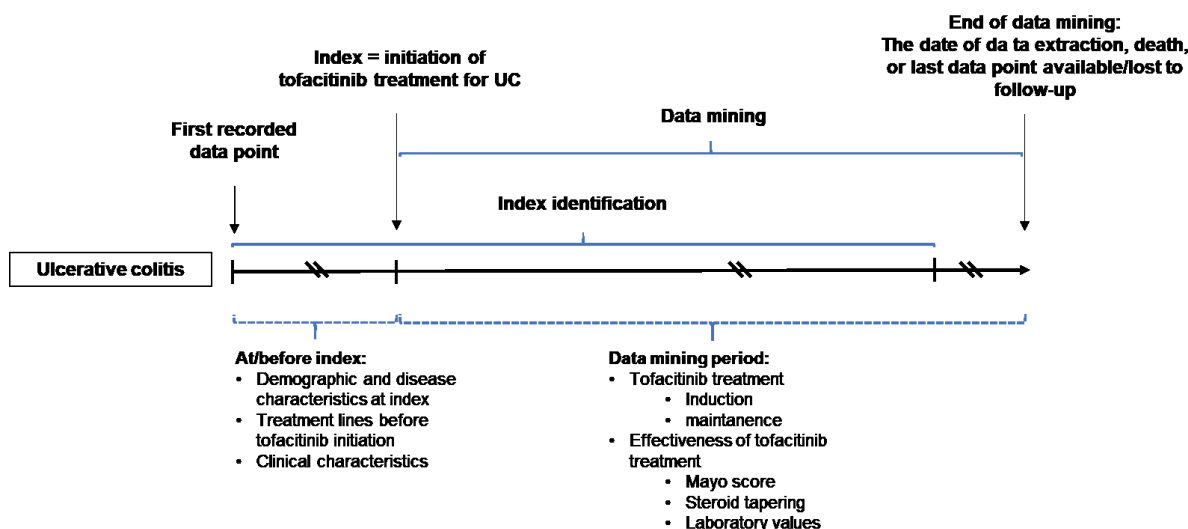 End of data mining:
The date of da ta extraction, death,
or last data point available/lost to
follow-up
Index = initiation of
tofacitinib treatment for UC
Data mining
First recorded
data point
Index identification
Ulcerative colitis
At/before index:
• Demographic and disease
characteristics at index
• Treatment lines before
tofacitinib initiation
• Clinical characteristics
Data mining period:
• Tofacitinib treatment
• Induction
• maintanence
• Effectiveness of tofacitinib
treatment
• Mayo score
• Steroid tapering
• Laboratory values